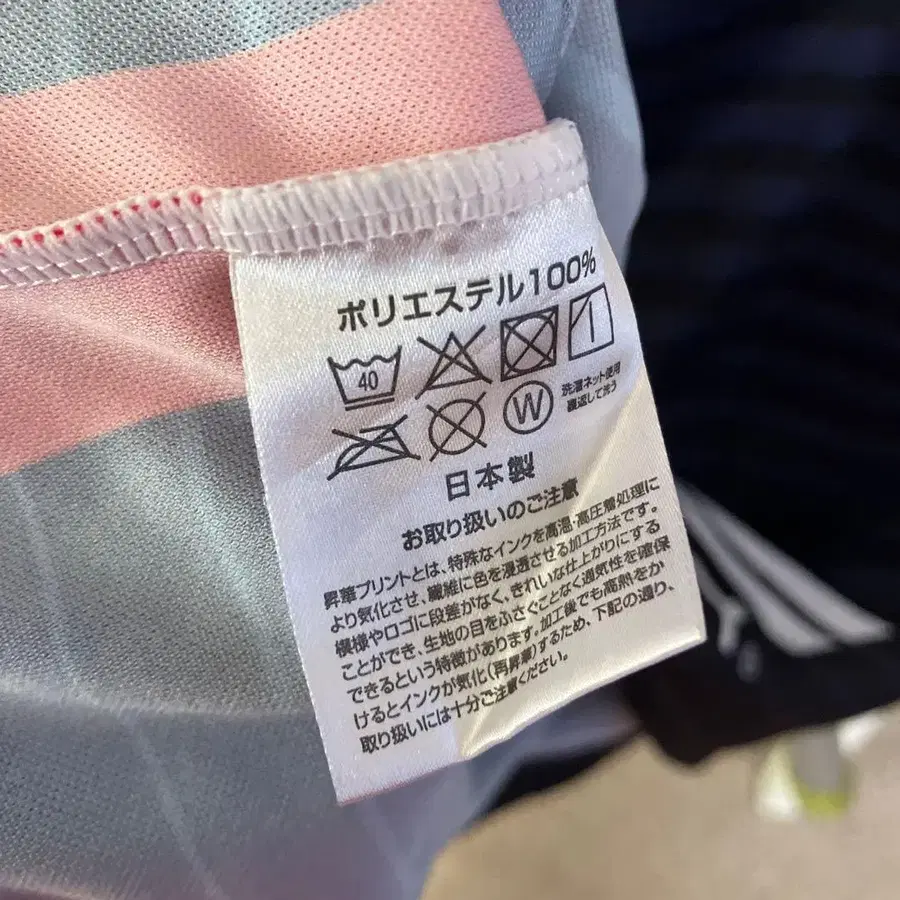 ポリエステル100%
40
W
洗濯ネット使用
裏返して洗う
日本製
お取り扱いのご注意
昇華プリントとは、特殊なインクを高温・高圧着処理に
より気化させ、繊維に色を浸透させる加工方法です。
模様やロゴに段差がなく、きれいな仕上がりにする
ことができ、生地の目をふさぐことなく通気性を確保
できるという特徴があります。加工後でも高熱をか
けるとインクが気化(再昇華)するため、下記の通り、
取り扱いには十分ご注意ください。